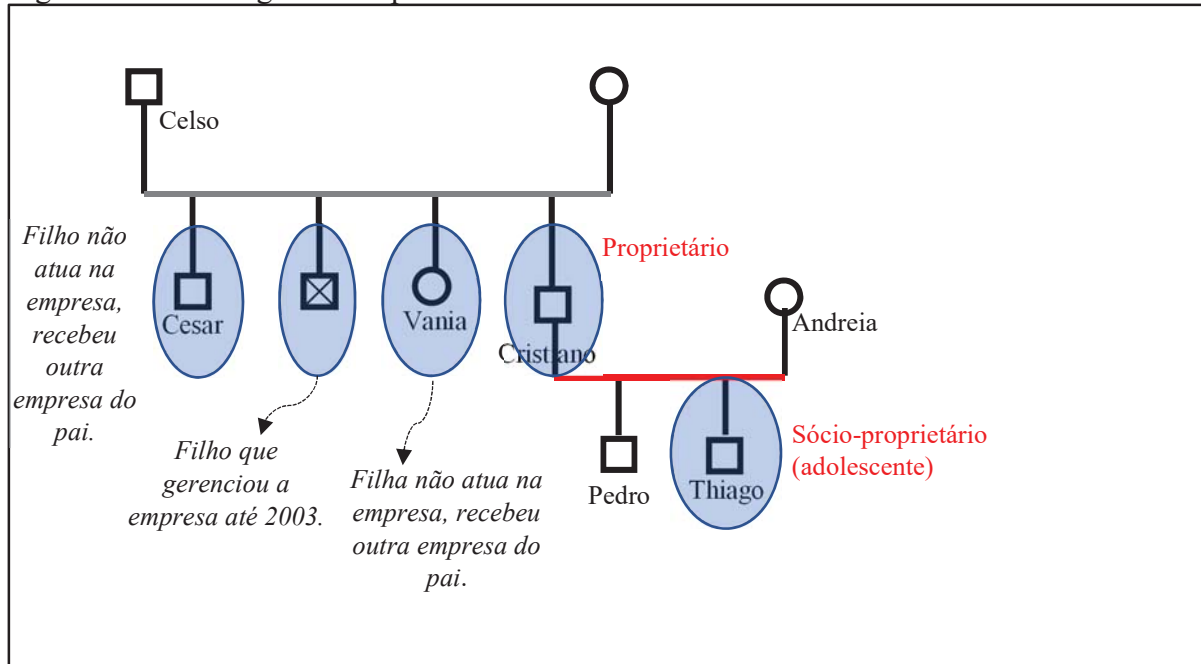 Celso
Filho não
atua na
empresa,
recebeu
outra
empresa do
pai.
Cesar
Vania
Proprietário
Cristiano
Andreia
Filho que
gerenciou a
empresa até 2003.
Filha não atua na
empresa, recebeu
outra empresa do
pai.
Pedro
Thiago
Sócio-proprietário
(adolescente)